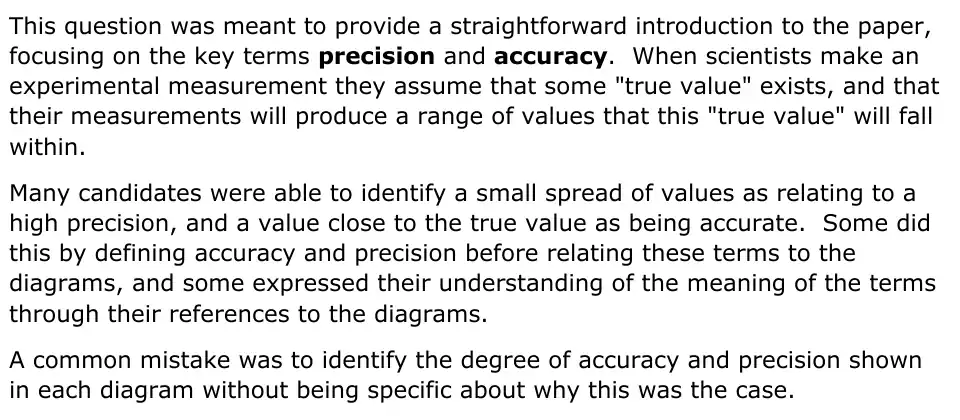 This question was meant to provide a straightforward introduction to the paper,
focusing on the key terms precision and accuracy.  When scientists make an
experimental measurement they assume that some "true value" exists, and that
their measurements will produce a range of values that this "true value" will fall
within.
Many candidates were able to identify a small spread of values as relating to a
high precision, and a value close to the true value as being accurate.  Some did
this by defining accuracy and precision before relating these terms to the
diagrams, and some expressed their understanding of the meaning of the terms
through their references to the diagrams.
A common mistake was to identify the degree of accuracy and precision shown
in each diagram without being specific about why this was the case.